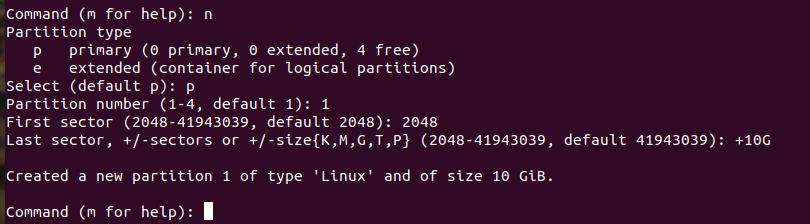 Command (m for help): n
Partition type
p   primary (0 primary, 0 extended, 4 free)
e   extended (container for logical partitions)
Select (default p): p
Partition number (1-4, default 1): 1
First sector (2048-41943039, default 2048): 2048
Last sector, +/-sectors or +/-size{K,M,G,T,P} (2048-41943039, default 41943039): +10G
Created a new partition 1 of type 'Linux' and of size 10 GiB.
Command (m for help):